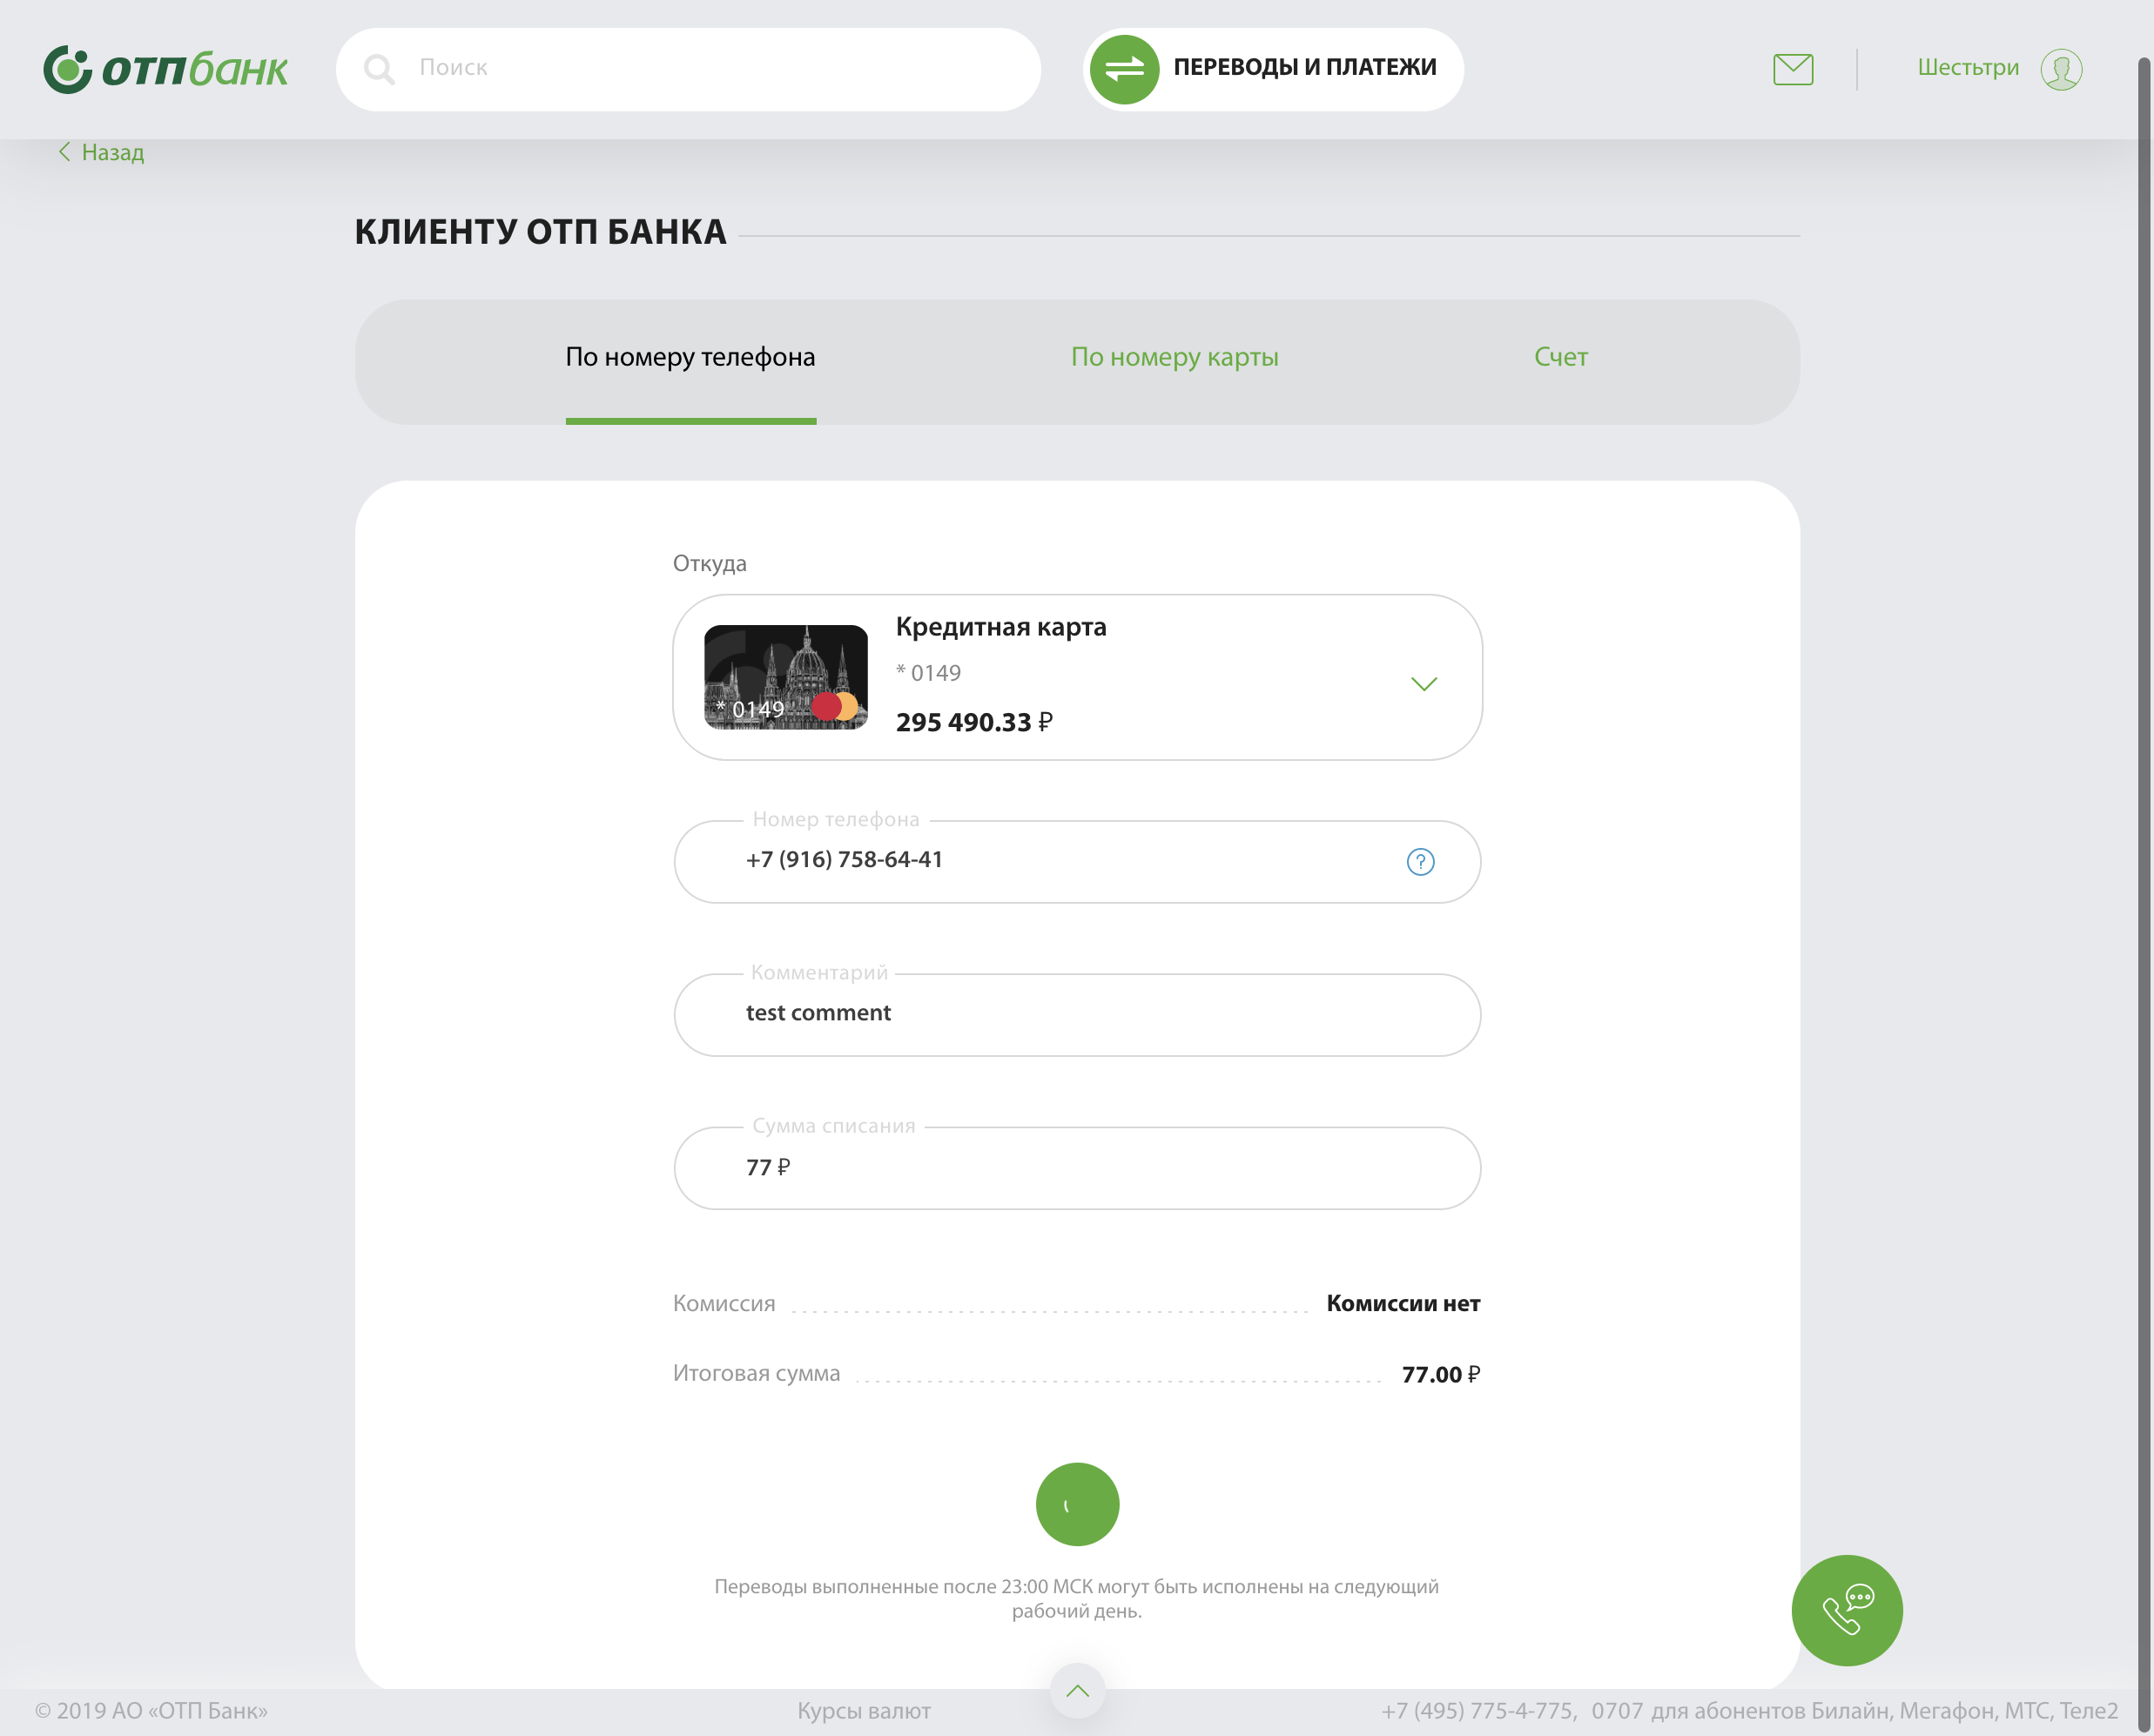 отпбанк
Поиск
ПЕРЕВОДЫ И ПЛАТЕЖИ
Шестьтри
Назад
КЛИЕНТУ ОТП БАНКА
По номеру телефона
По номеру карты
Счет
Откуда
Кредитная карта
* 0149
* 0149
295 490.33 ₽
Номер телефона
+7 (916) 758-64-41
?
Комментарий
test comment
Сумма списания
77 ₽
Комиссия
Комиссии нет
Итоговая сумма
77.00 ₽
Переводы выполненные после 23:00 МСК могут быть исполнены на следующий
рабочий день.
© 2019 АО «ОТП Банк»
Курсы валют
+7 (495) 775-4-775, 0707 для абонентов Билайн, Мегафон, МТС, Теле2